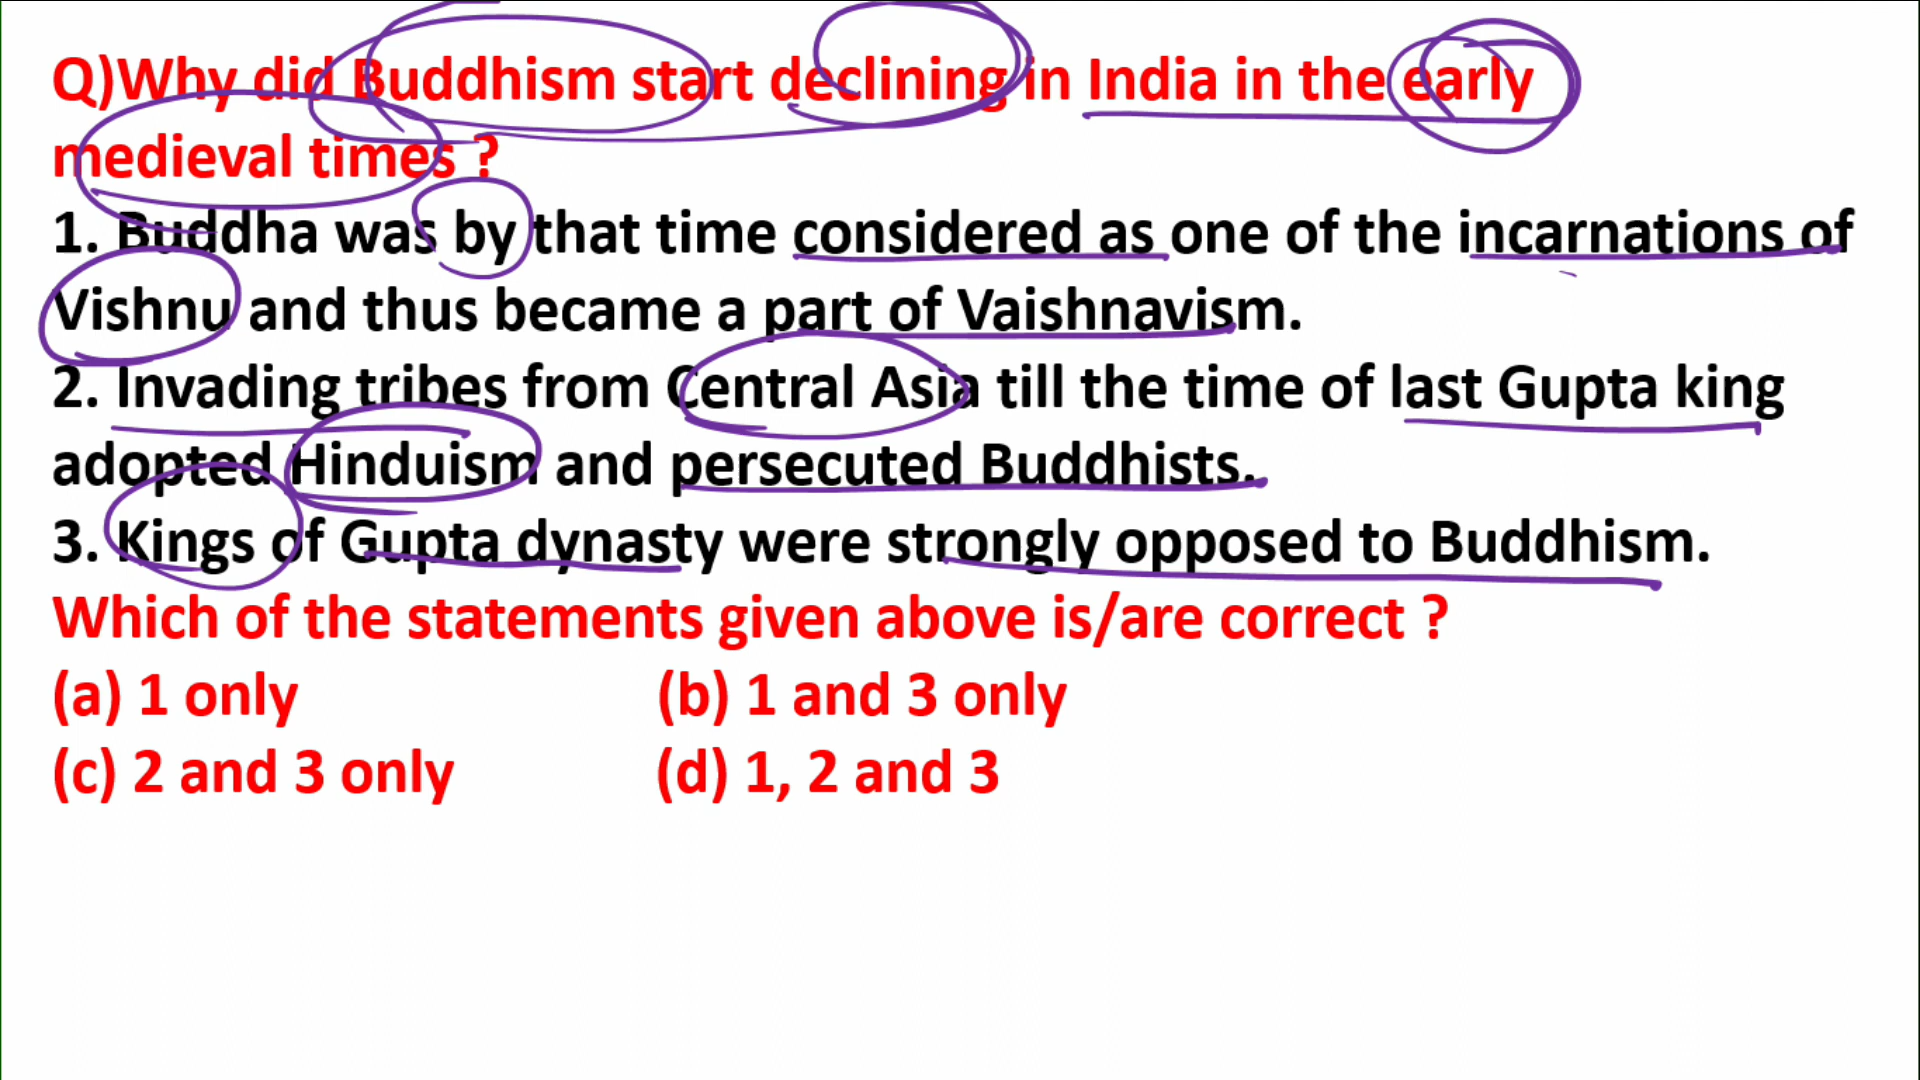 Q)Why did Buddhism start declining in India in the early
medieval times ?
1. Buddha was by that time considered as one of the incarnations of
Vishnu and thus became a part of Vaishnavism.
2. Invading tribes from Central Asia till the time of last Gupta king
adopted Hinduism and persecuted Buddhists.
3. Kings of Gupta dynasty were strongly opposed to Buddhism.
Which of the statements given above is/are correct ?
(a) 1 only (b) 1 and 3 only
(c) 2 and 3 only (d) 1, 2 and 3